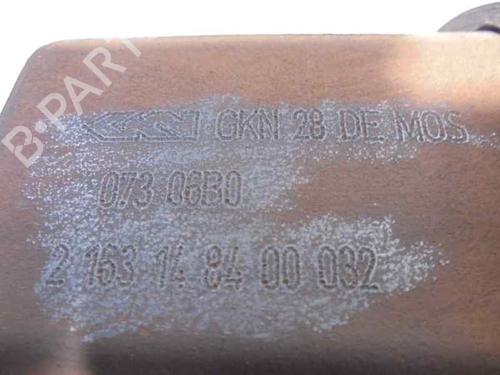 B-PARTS
GKN 28 DE MOS
073 06B0
2 163 14 84 00 032